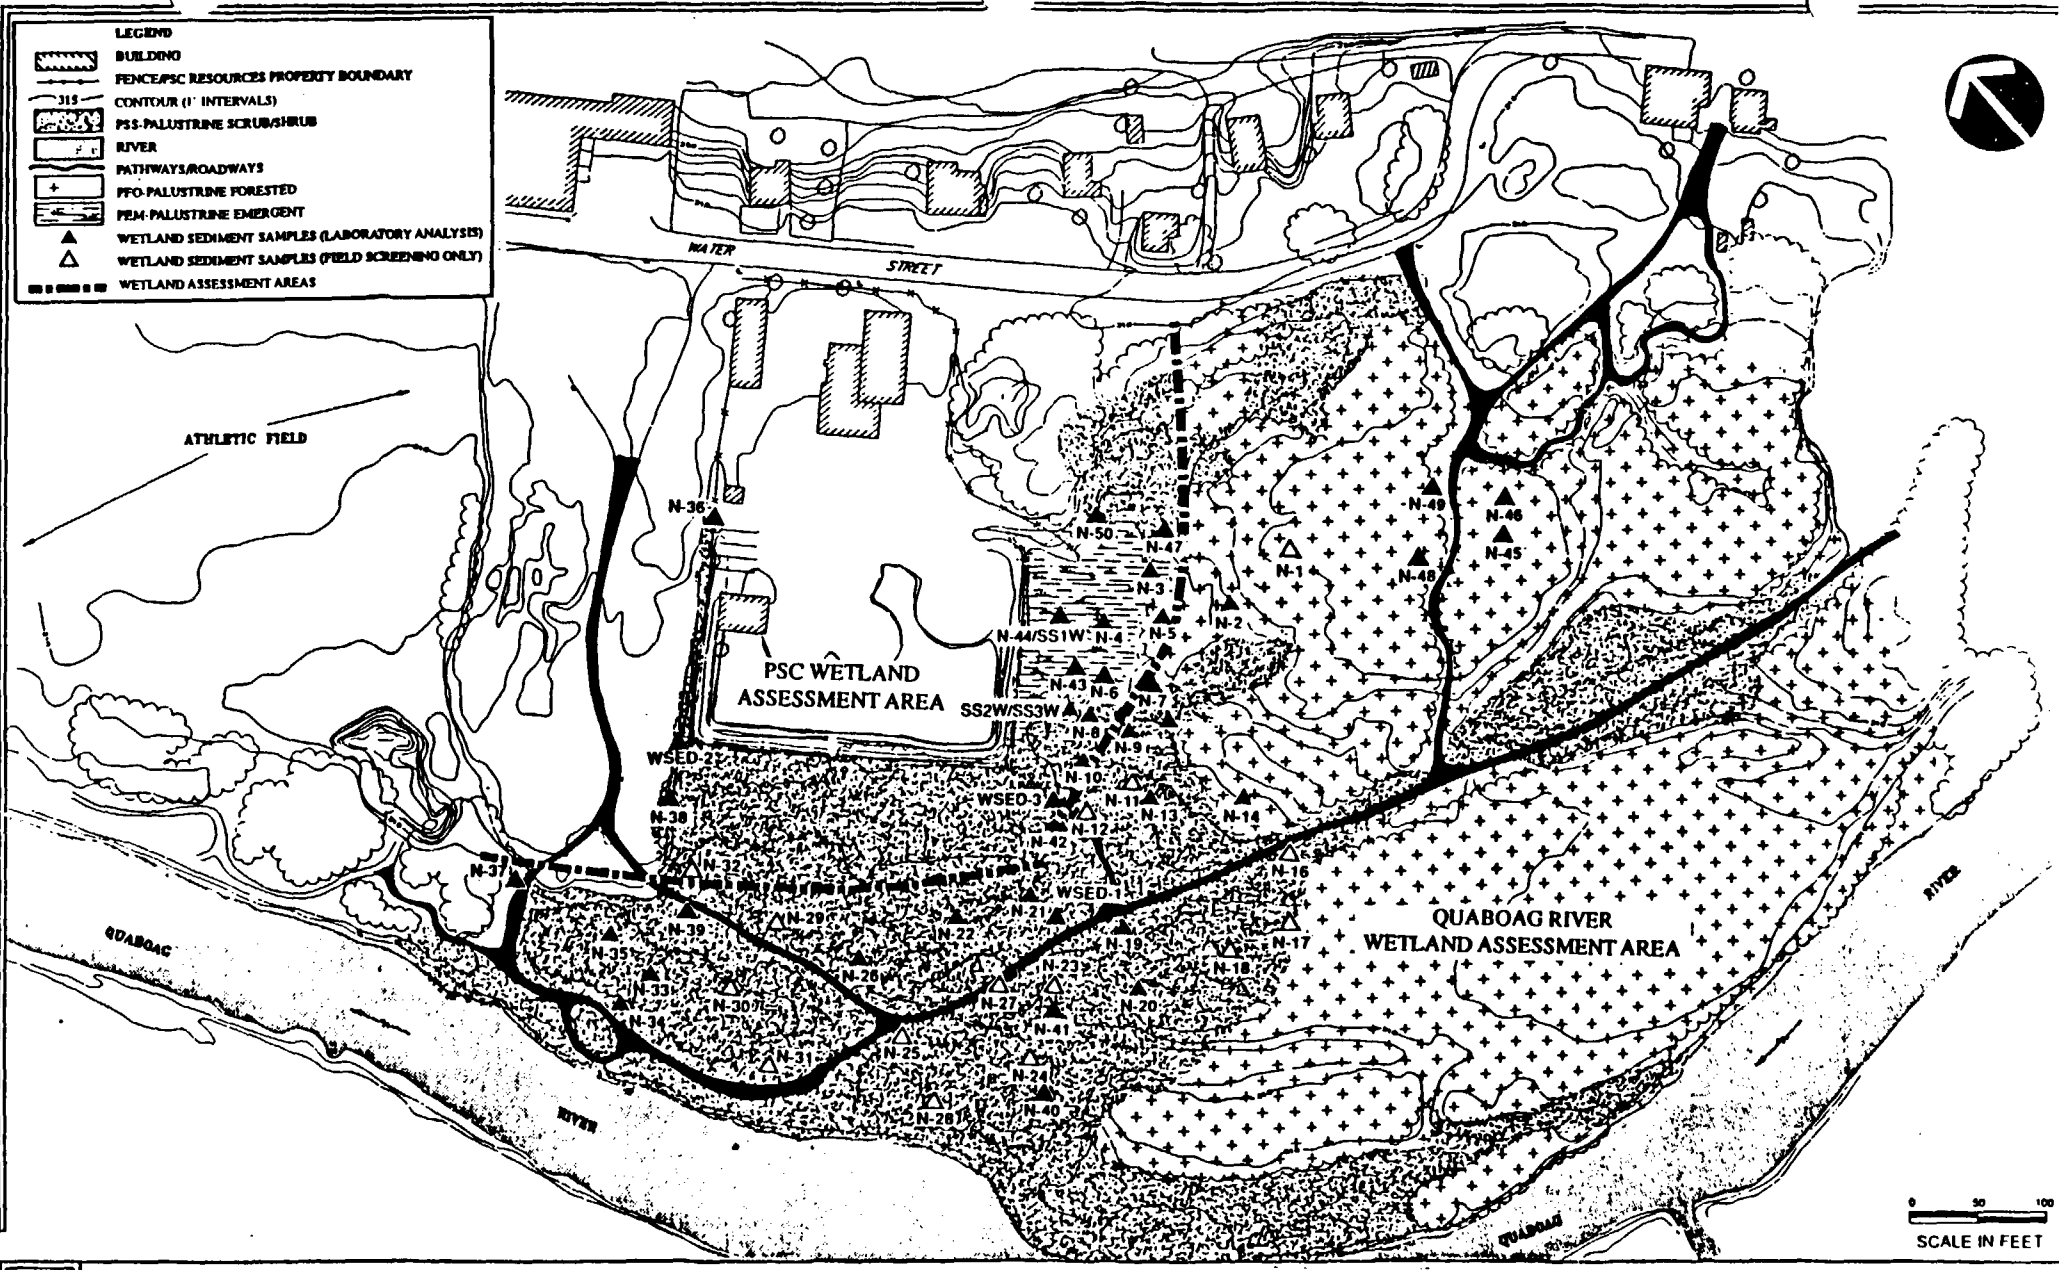 LEGEND
BUILDING
FENCE/PSC RESOURCES PROPERTY BOUNDARY
315
CONTOUR (1' INTERVALS)
PSS-PALUSTRINE SCRUB/SHRUB
RIVER
PATHWAYS/ROADWAYS
PFO-PALUSTRINE FORESTED
PEM-PALUSTRINE EMERGENT
WETLAND SEDIMENT SAMPLES (LABORATORY ANALYSIS)
WETLAND SEDIMENT SAMPLES (FIELD SCREENING ONLY)
WETLAND ASSESSMENT AREAS
WATER STREET
ATHLETIC FIELD
N-36
N-50
N-47
N-49
N-46
N-45
N-1
N-48
N-3
N-2
N-44/SS1W
N-4
N-5
PSC WETLAND
ASSESSMENT AREA
N-43
N-6
N-7
SS2W/SS3W
N-8
N-9
WSED-2
N-10
WSED-3
N-11
N-13
N-14
N-38
N-12
N-42
N-37
N-32
N-16
WSED-1
N-21
N-29
N-22
N-39
N-19
N-17
QUABOAG RIVER
WETLAND ASSESSMENT AREA
RIVER
QUABOAG
N-35
N-26
N-23
N-18
N-33
N-30
N-27
N-20
N-34
N-41
N-25
N-31
N-24
N-28
N-40
RIVER
QUABOAG
0 50 100
SCALE IN FEET